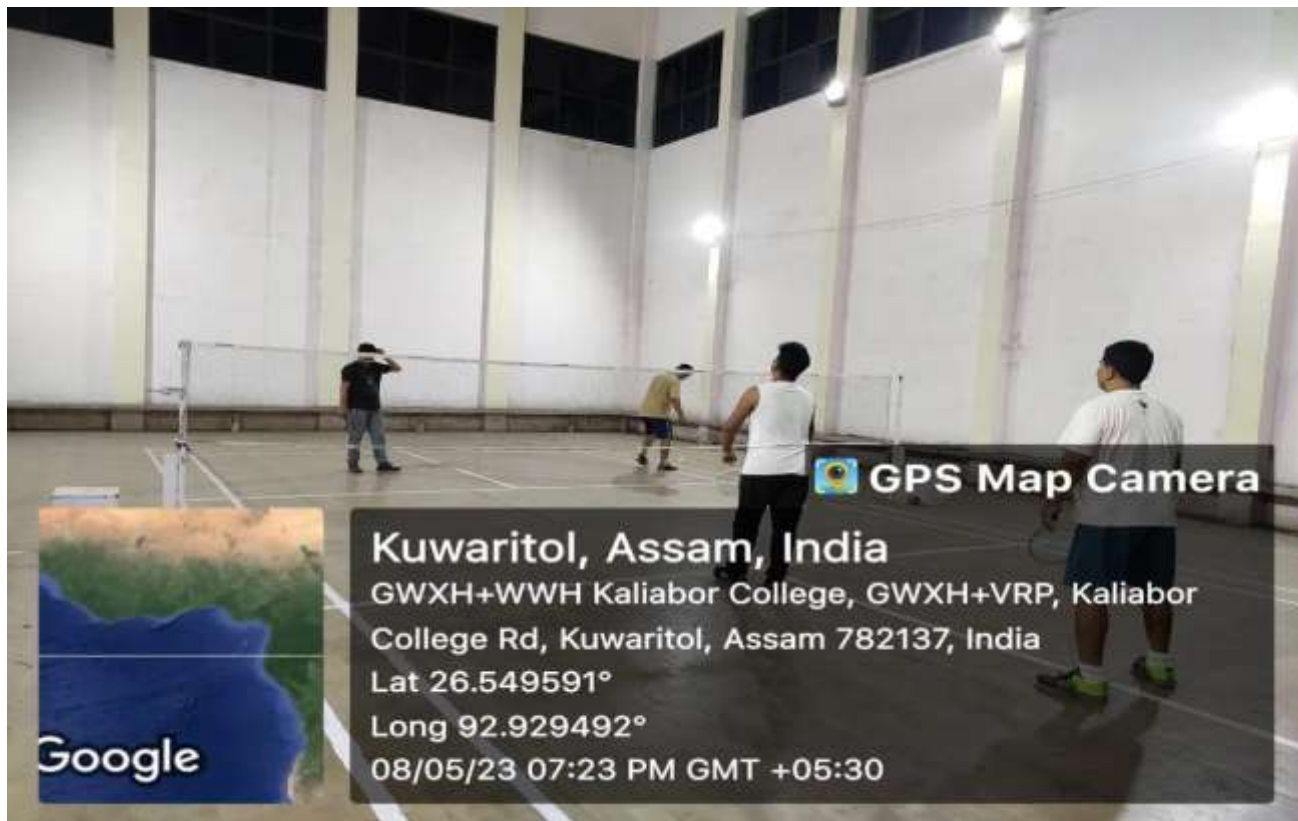 GPS Map Camera
Kuwaritol, Assam, India
GWXH+WWH Kaliabor College, GWXH+VRP, Kaliabor
College Rd, Kuwaritol, Assam 782137, India
Lat 26.549591°
Long 92.929492°
08/05/23 07:23 PM GMT +05:30
Google